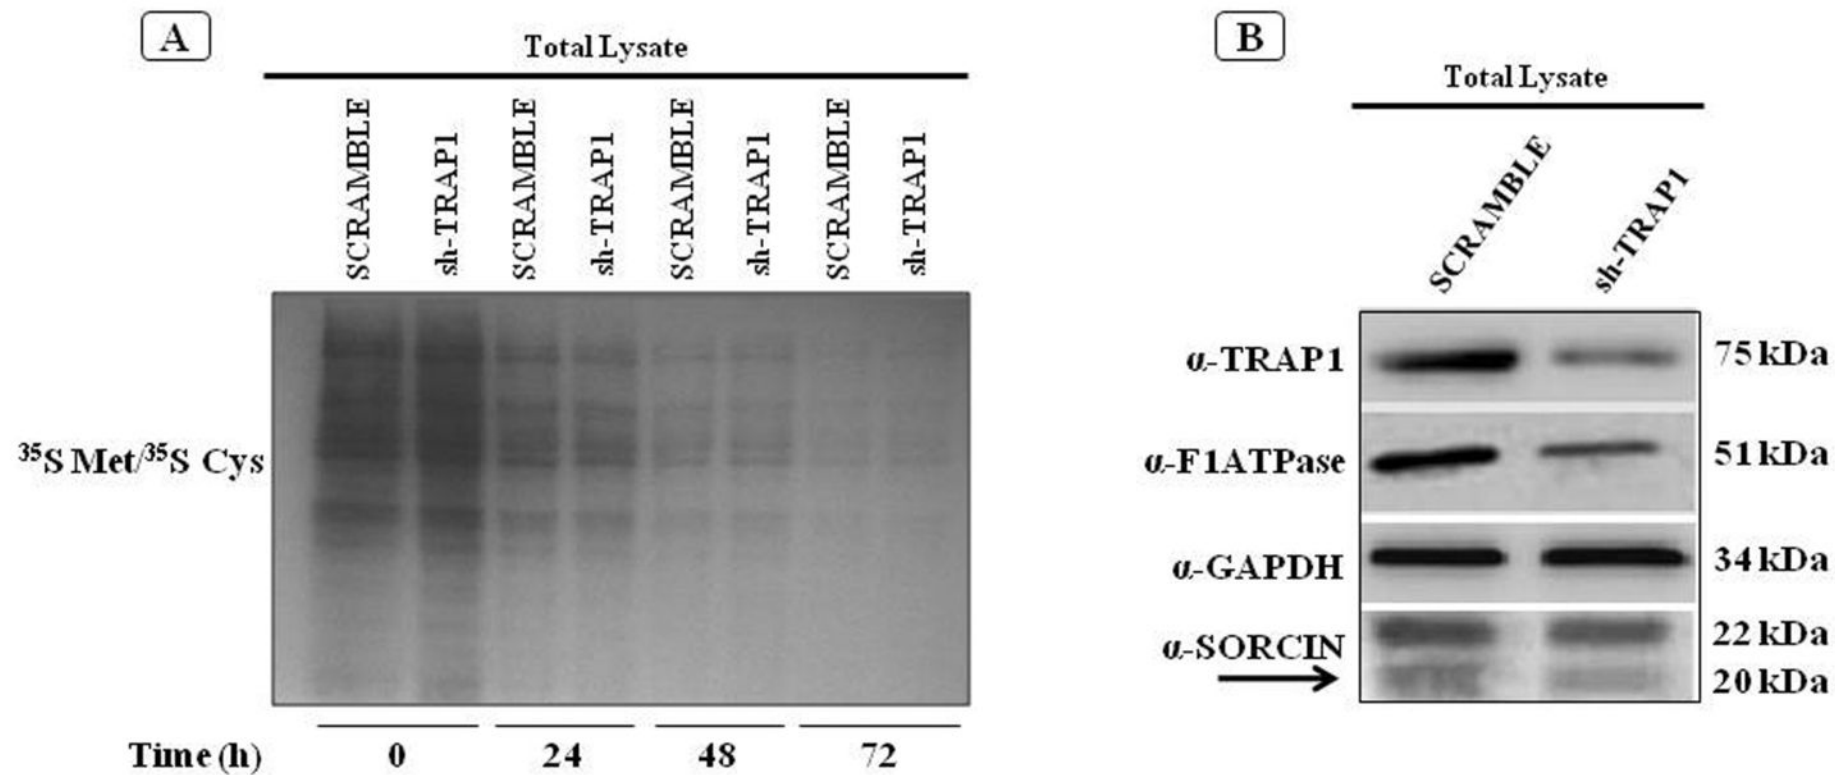 A
Total Lysate
SCRAMBLE
sh-TRAP1
SCRAMBLE
sh-TRAP1
SCRAMBLE
sh-TRAP1
SCRAMBLE
sh-TRAP1
³⁵S Met/³⁵S Cys
Time (h) 0 24 48 72
B
Total Lysate
SCRAMBLE
sh-TRAP1
α-TRAP1 75 kDa
α-F1ATPase 51 kDa
α-GAPDH 34 kDa
α-SORCIN 22 kDa
20 kDa